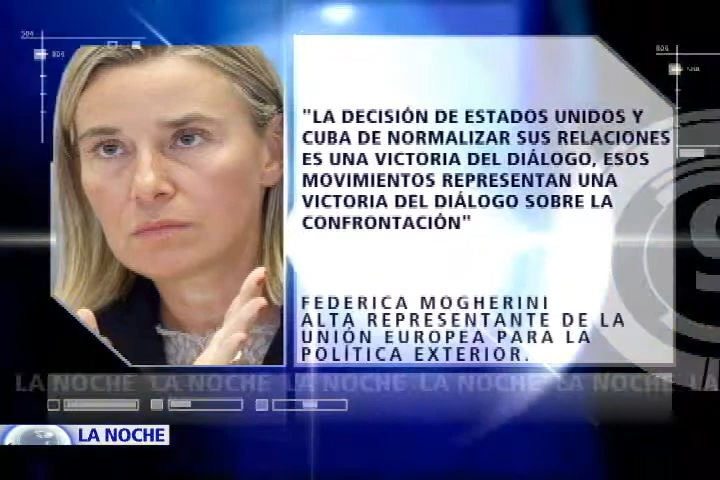 "LA DECISIÓN DE ESTADOS UNIDOS Y
CUBA DE NORMALIZAR SUS RELACIONES
ES UNA VICTORIA DEL DIÁLOGO, ESOS
MOVIMIENTOS REPRESENTAN UNA
VICTORIA DEL DIÁLOGO SOBRE LA
CONFRONTACIÓN"
FEDERICA MOGHERINI
ALTA REPRESENTANTE DE LA
UNIÓN EUROPEA PARA LA
POLÍTICA EXTERIOR.
LA NOCHE LA NOCHE LA NOCHE LA NOCHE LA NOCHE
LA NOCHE